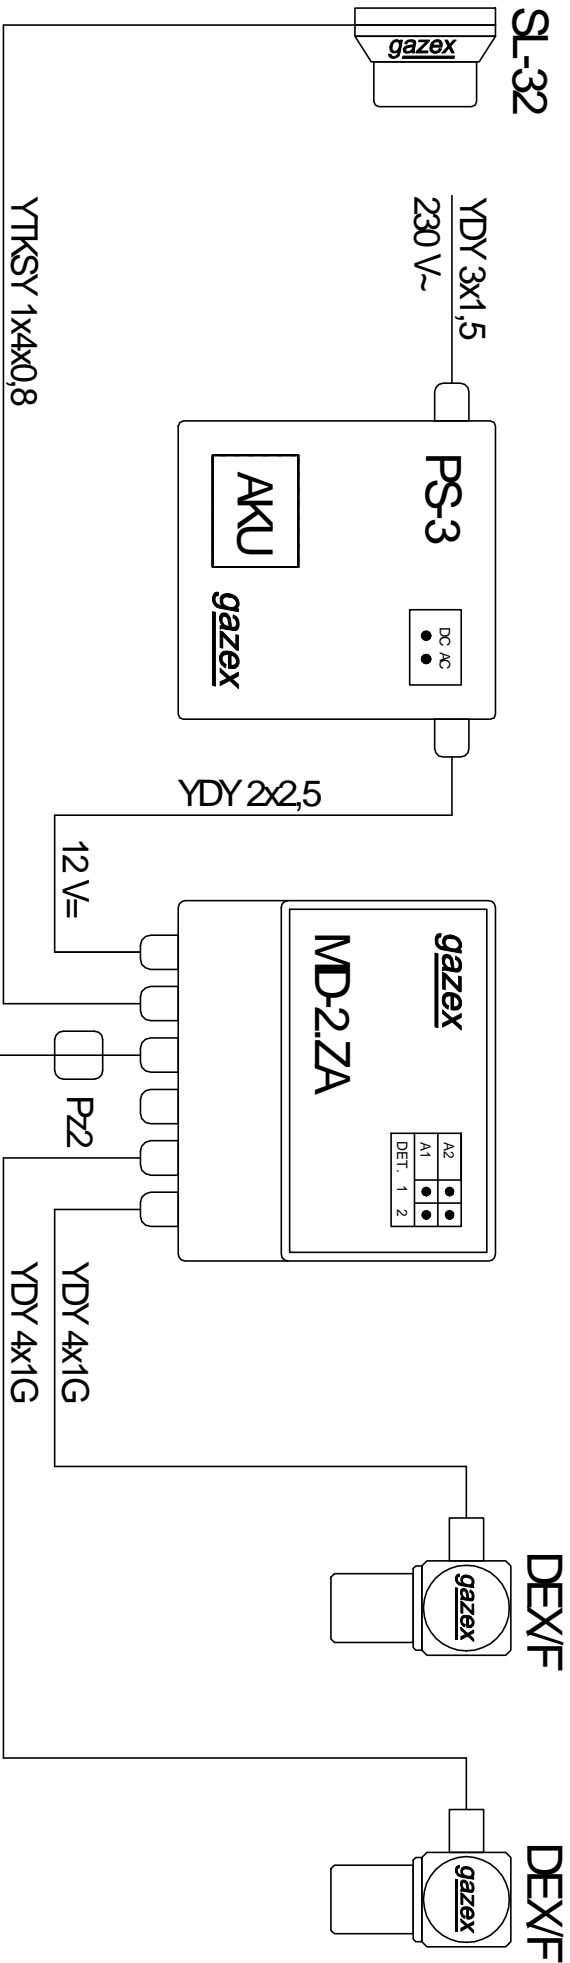 SL-32
gazex
YTKSY 1x4x0,8
YDY 3x1,5
230 V~
PS-3
DC AC
AKU
gazex
YDY 2x2,5
12 V=
gazex
MD-2.ZA
A2
A1
DET. 1 2
Pz2
YDY 4x1G
YDY 4x1G
DEX/F
gazex
DEX/F
gazex